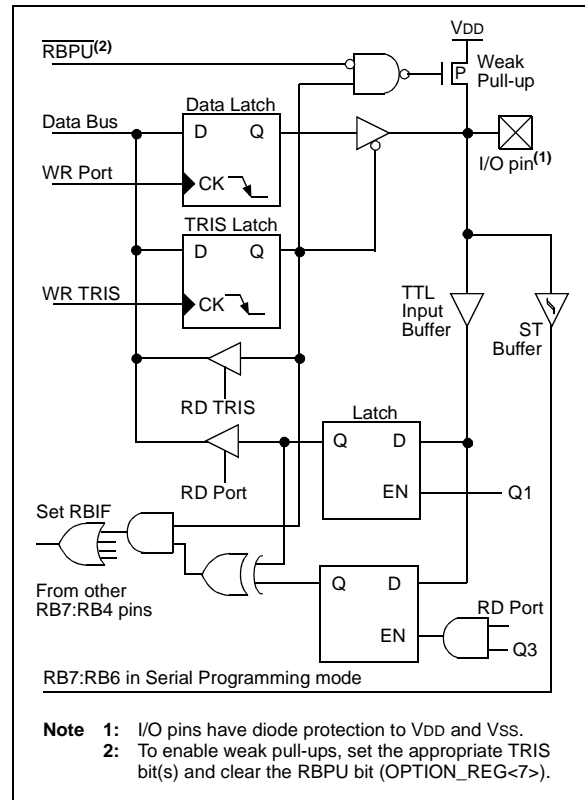 VDD
RBPU(2)
Weak
Pull-up
P
Data Latch
Data Bus
D Q
WR Port
CK
I/O pin(1)
TRIS Latch
D Q
WR TRIS
CK
TTL
Input
Buffer
ST
Buffer
RD TRIS
Latch
Q D
RD Port
EN
Q1
Set RBIF
From other
RB7:RB4 pins
Q D
RD Port
EN
Q3
RB7:RB6 in Serial Programming mode
Note 1: I/O pins have diode protection to VDD and VSS.
2: To enable weak pull-ups, set the appropriate TRIS
bit(s) and clear the RBPU bit (OPTION_REG<7>).